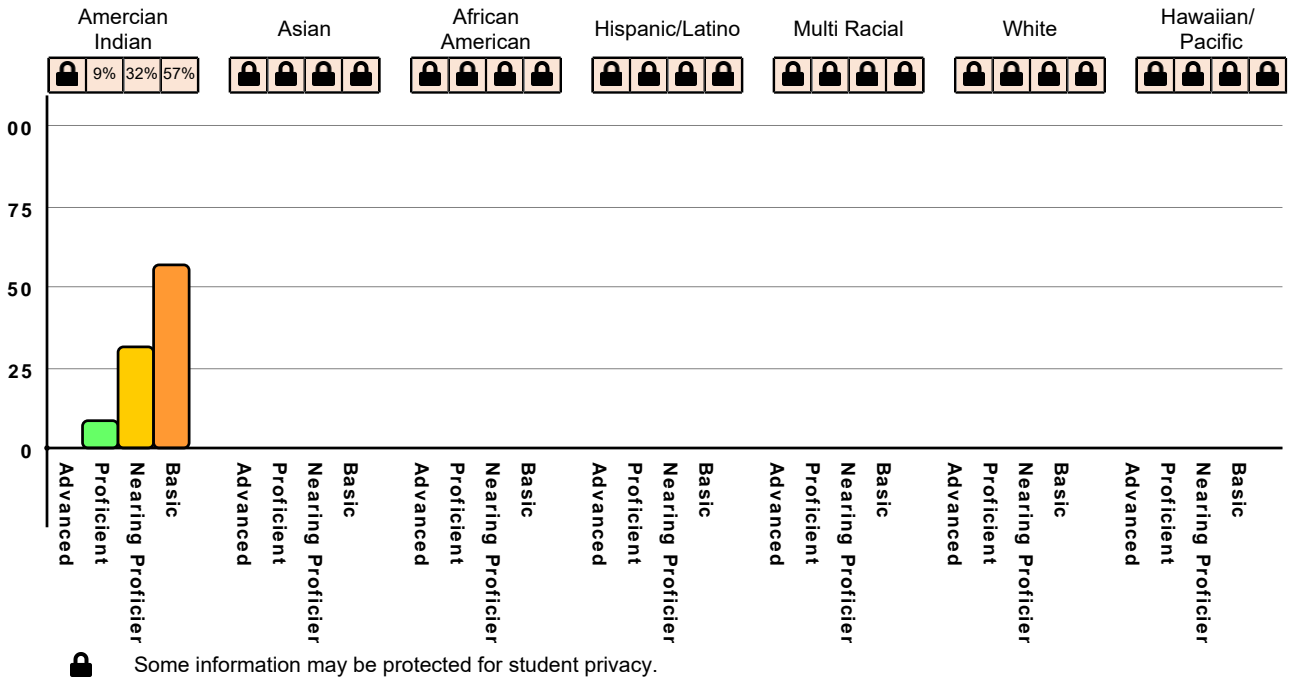 Amercian
Indian
Asian
African
American
Hispanic/Latino
Multi Racial
White
Hawaiian/
Pacific
9% 32% 57%
00
75
50
25
0
Advanced
Proficient
Nearing Proficier
Basic
Advanced
Proficient
Nearing Proficier
Basic
Advanced
Proficient
Nearing Proficier
Basic
Advanced
Proficient
Nearing Proficier
Basic
Advanced
Proficient
Nearing Proficier
Basic
Advanced
Proficient
Nearing Proficier
Basic
Advanced
Proficient
Nearing Proficier
Basic
Some information may be protected for student privacy.